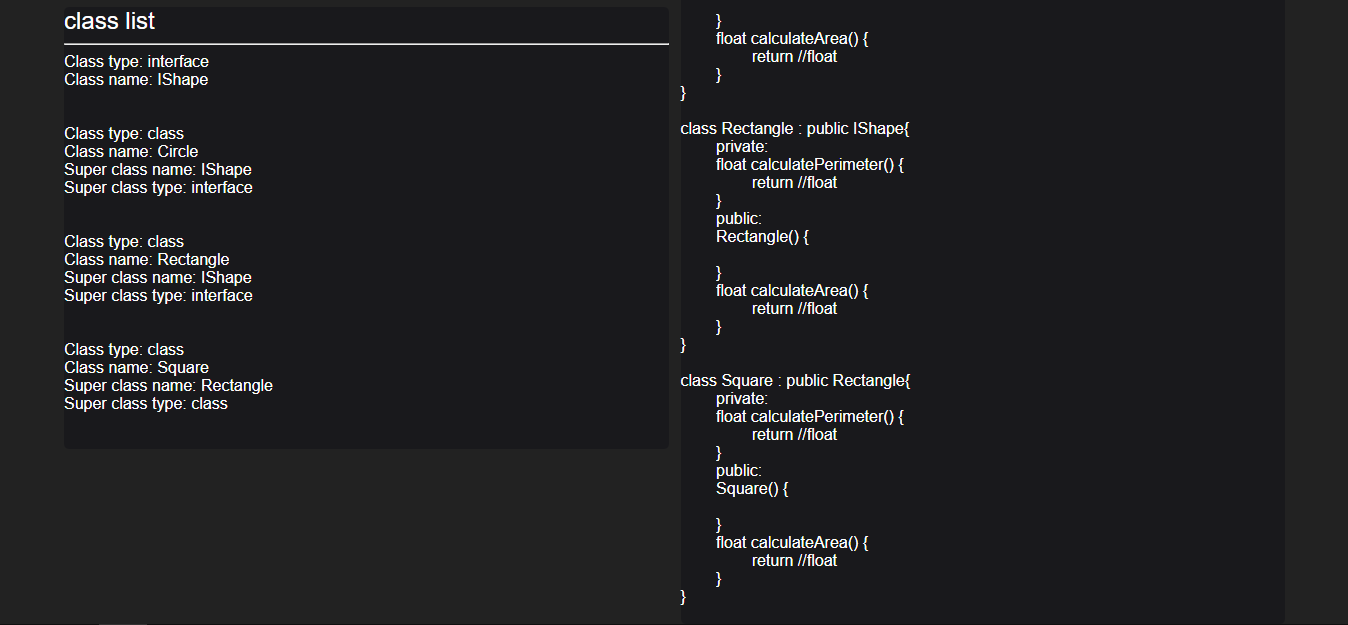 class list
Class type: interface
Class name: IShape
Class type: class
Class name: Circle
Super class name: IShape
Super class type: interface
Class type: class
Class name: Rectangle
Super class name: IShape
Super class type: interface
Class type: class
Class name: Square
Super class name: Rectangle
Super class type: class
}
float calculateArea() {
return //float
}
}
class Rectangle : public IShape{
private:
float calculatePerimeter() {
return //float
}
public:
Rectangle() {
}
float calculateArea() {
return //float
}
}
class Square : public Rectangle{
private:
float calculatePerimeter() {
return //float
}
public:
Square() {
}
float calculateArea() {
return //float
}
}